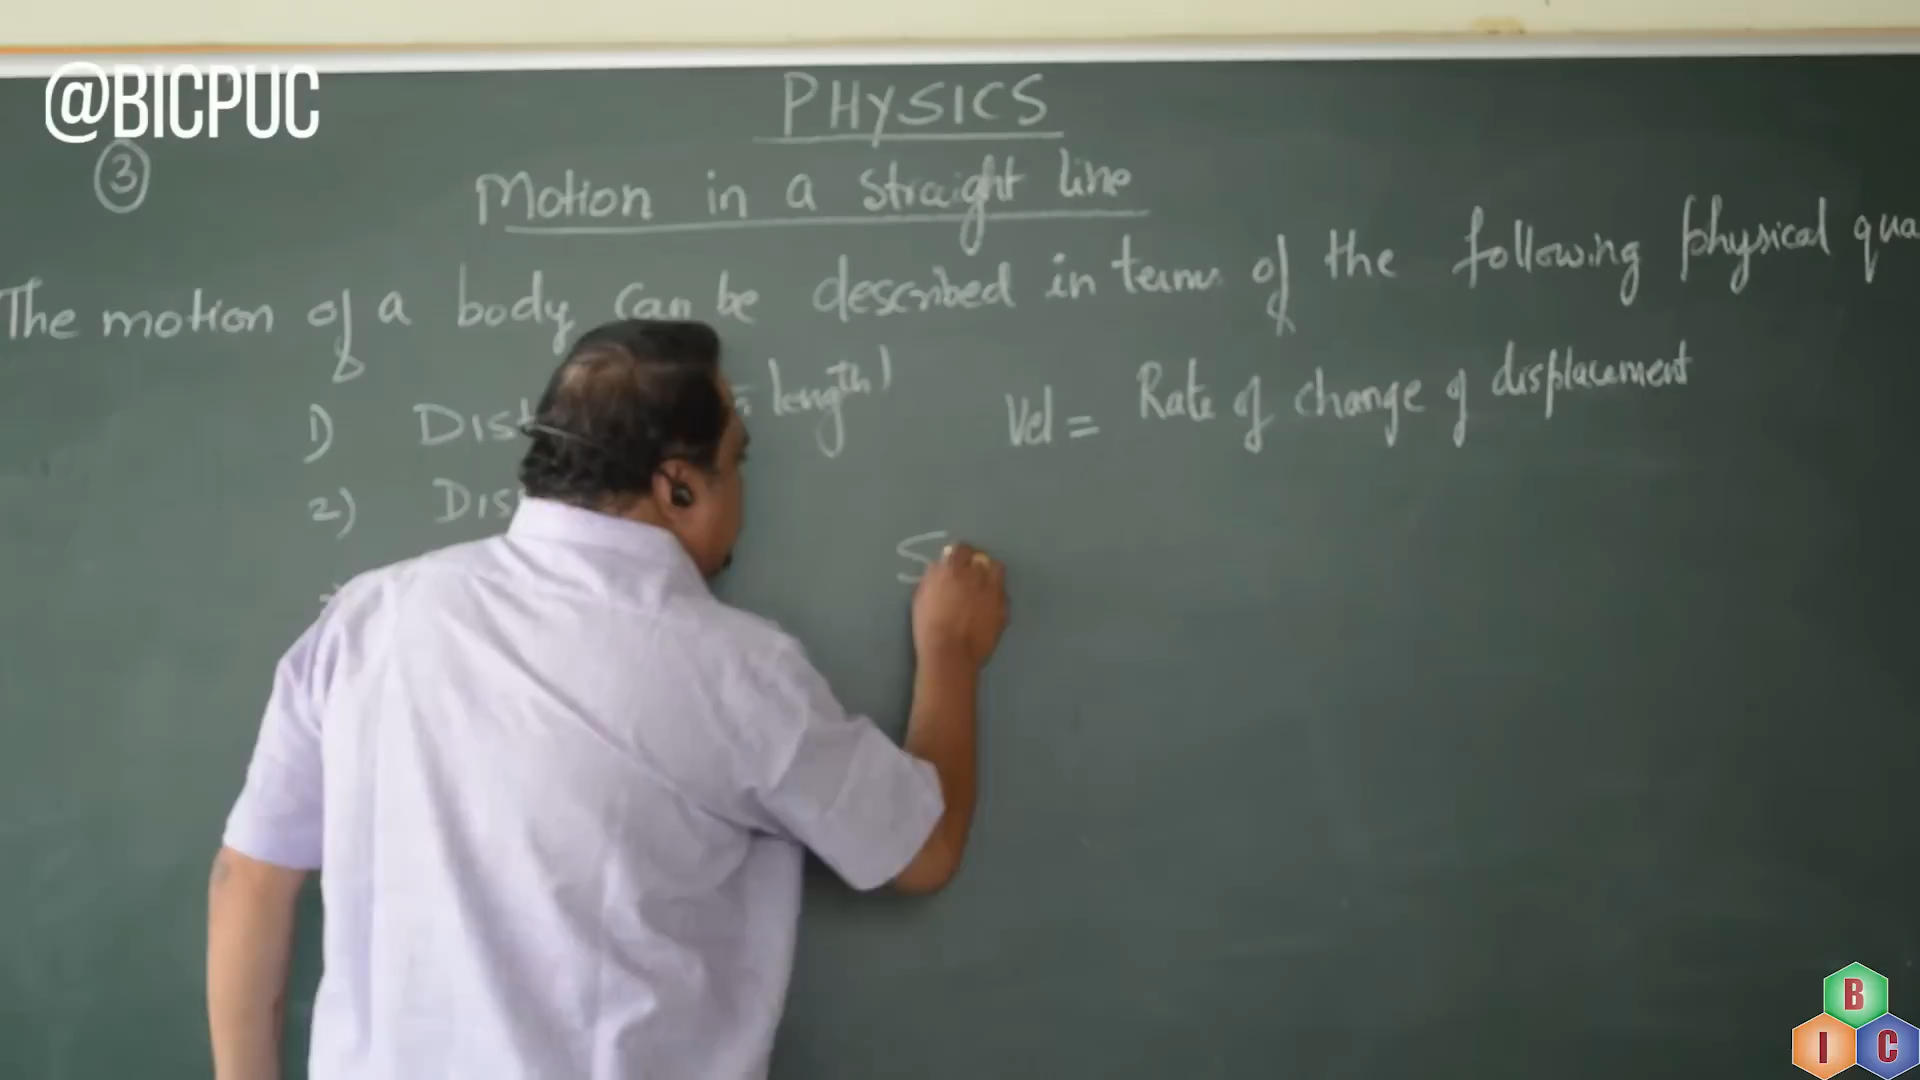 @BICPUC
PHYSICS
3
Motion in a straight line
The motion of a body can be described in terms of the following physical qua
1) Dist length)
Vel = Rate of change of displacement
2) Dis
S
B
I C